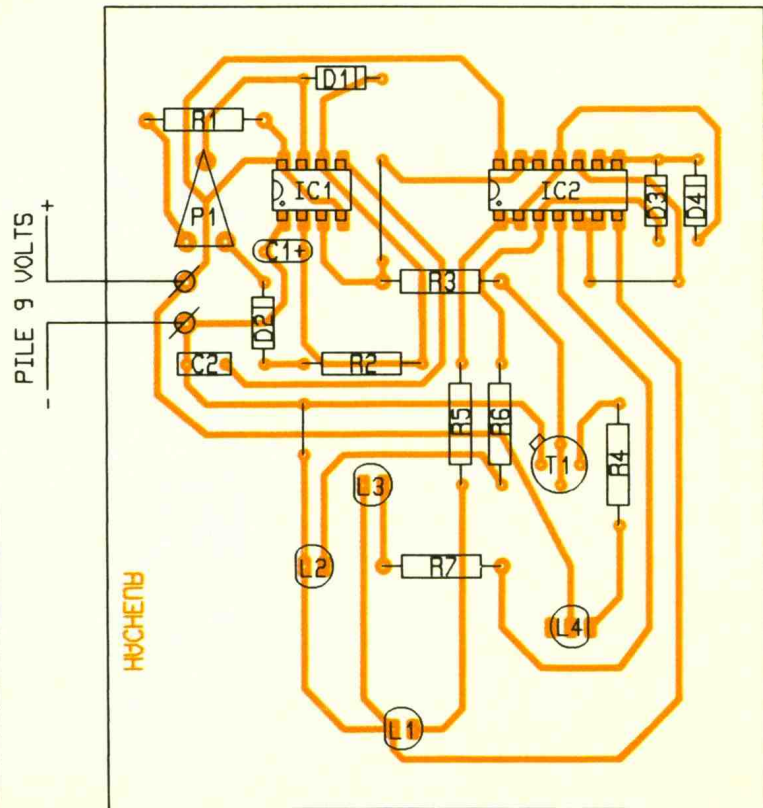 D1
R1
IC1
IC2
P1
D3
D4
C1+
PILE 9 VOLTS
+
-
R3
D2
C2
R2
R5
R6
T1
R4
L3
L2
R7
HACHEUR
L4
L1